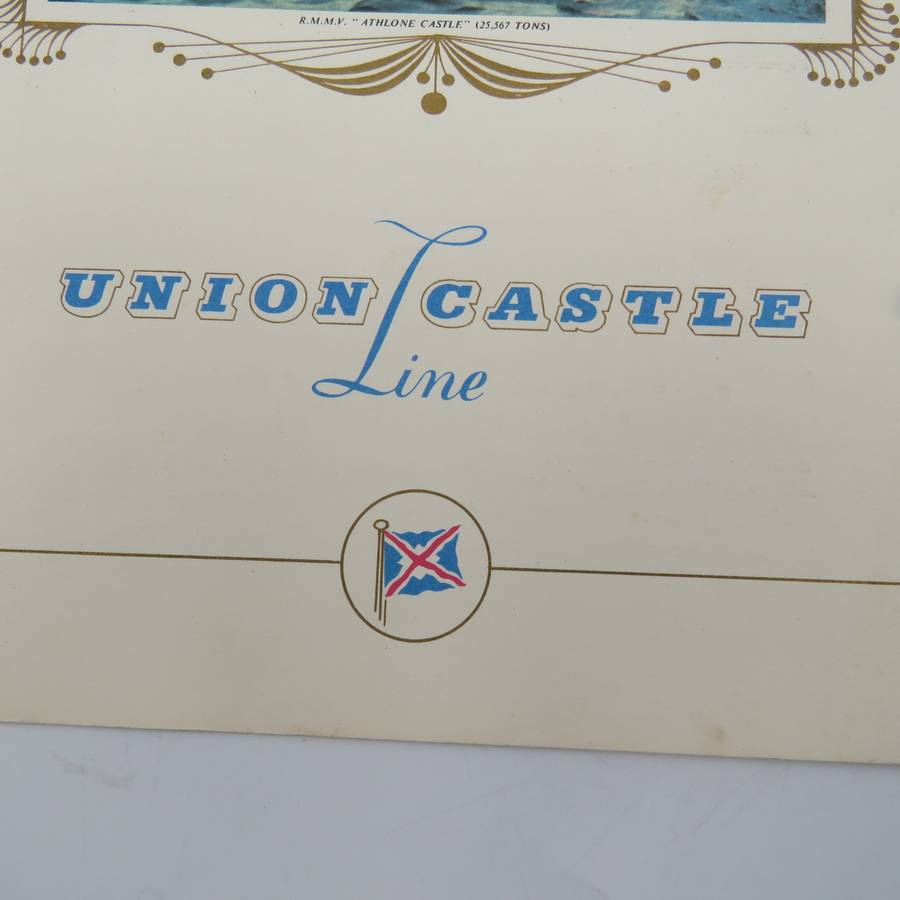 R.M.M.V. "ATHLONE CASTLE" (25,567 TONS)
UNION CASTLE
Line